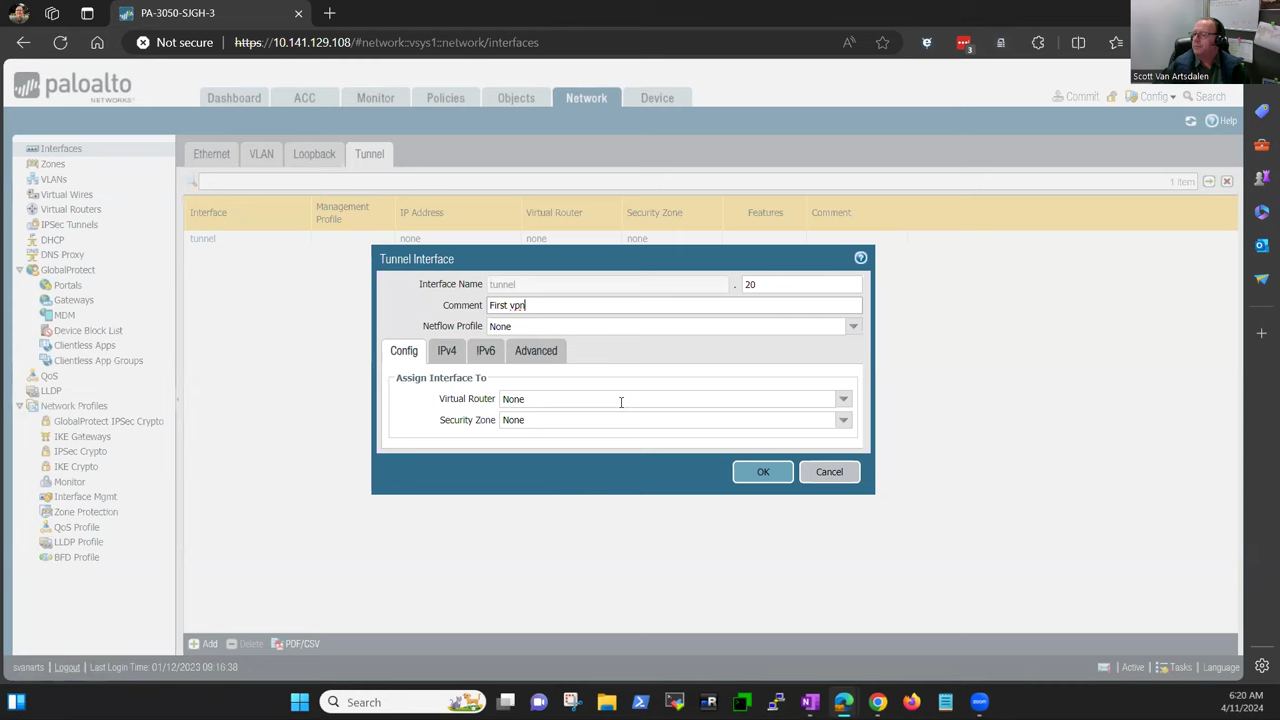 PA-3050-SJGH-3
Not secure
https://10.141.129.108/#network::vsys1::network/interfaces
3
Scott Van Artsdalen
paloalto
NETWORKS
Dashboard
ACC
Monitor
Policies
Objects
Network
Device
Commit
Config
Search
Help
Interfaces
Zones
VLANs
Virtual Wires
Virtual Routers
IPSec Tunnels
DHCP
DNS Proxy
GlobalProtect
Portals
Gateways
MDM
Device Block List
Clientless Apps
Clientless App Groups
QoS
LLDP
Network Profiles
GlobalProtect IPSec Crypto
IKE Gateways
IPSec Crypto
IKE Crypto
Monitor
Interface Mgmt
Zone Protection
QoS Profile
LLDP Profile
BFD Profile
Ethernet
VLAN
Loopback
Tunnel
1 item
Interface
Management Profile
IP Address
Virtual Router
Security Zone
Features
Comment
tunnel
none
none
none
Tunnel Interface
Interface Name tunnel . 20
Comment First vpn
Netflow Profile None
Config
IPv4
IPv6
Advanced
Assign Interface To
Virtual Router None
Security Zone None
OK
Cancel
Add
Delete
PDF/CSV
svanarts
Logout
Last Login Time: 01/12/2023 09:16:38
Active
Tasks
Language
Search
6:20 AM
4/11/2024